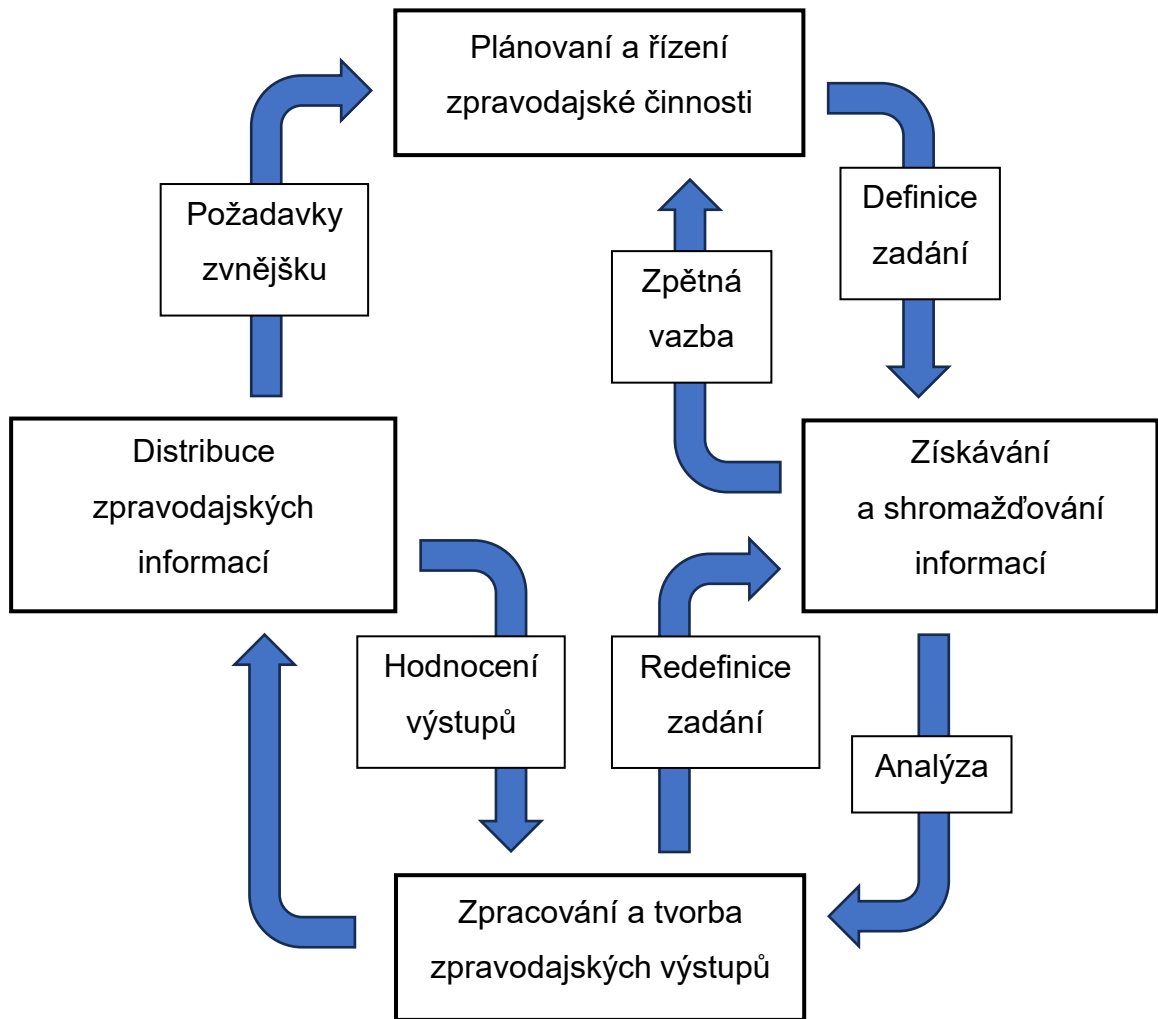 Plánovaní a řízení
zpravodajské činnosti
Požadavky
zvnějšku
Definice
zadání
Zpětná
vazba
Distribuce
zpravodajských
informací
Získávání
a shromažďování
informací
Hodnocení
výstupů
Redefinice
zadání
Analýza
Zpracování a tvorba
zpravodajských výstupů